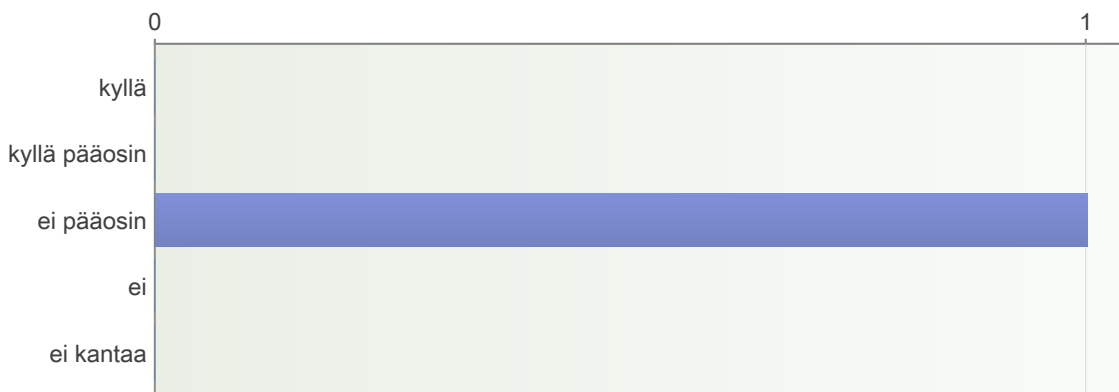 0 1
kyllä
kyllä pääosin
ei pääosin
ei
ei kantaa